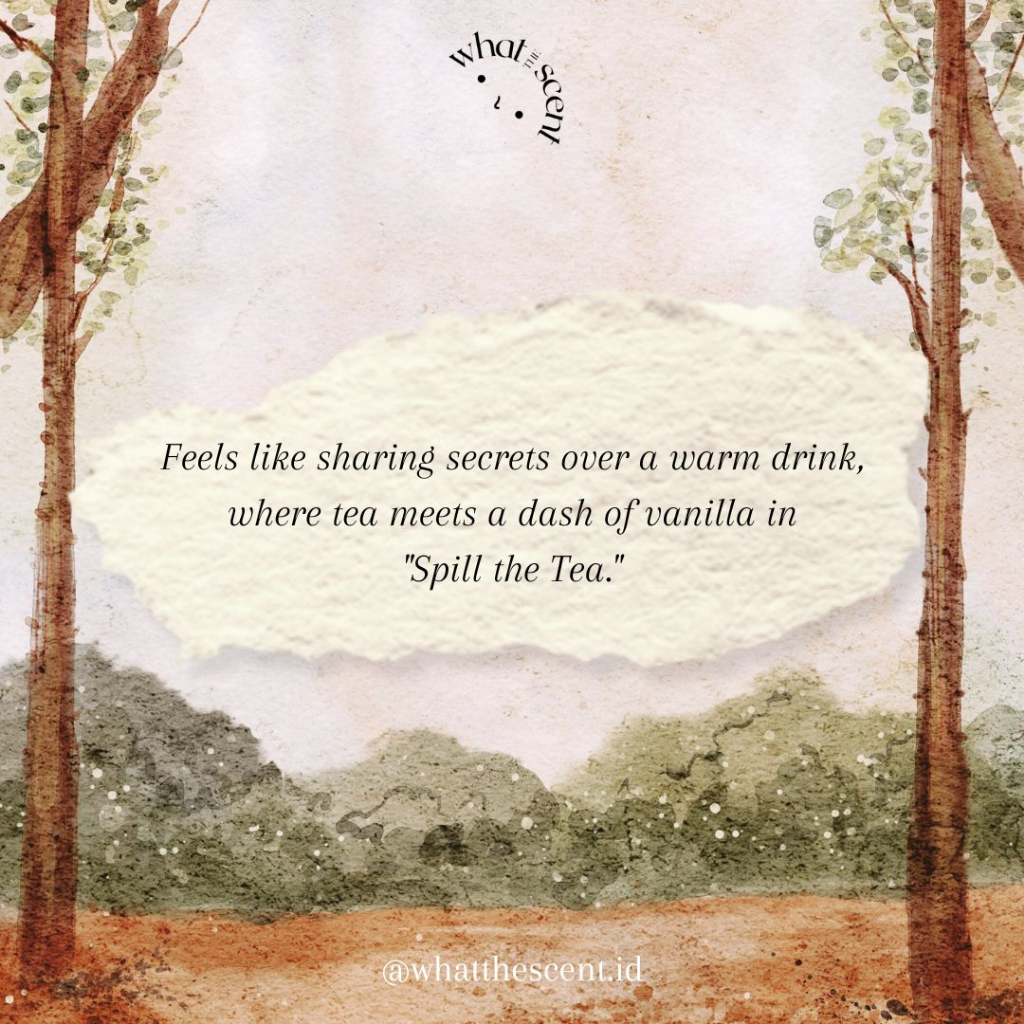 what THE scent
Feels like sharing secrets over a warm drink,
where tea meets a dash of vanilla in
"Spill the Tea."
@whatthescent.id